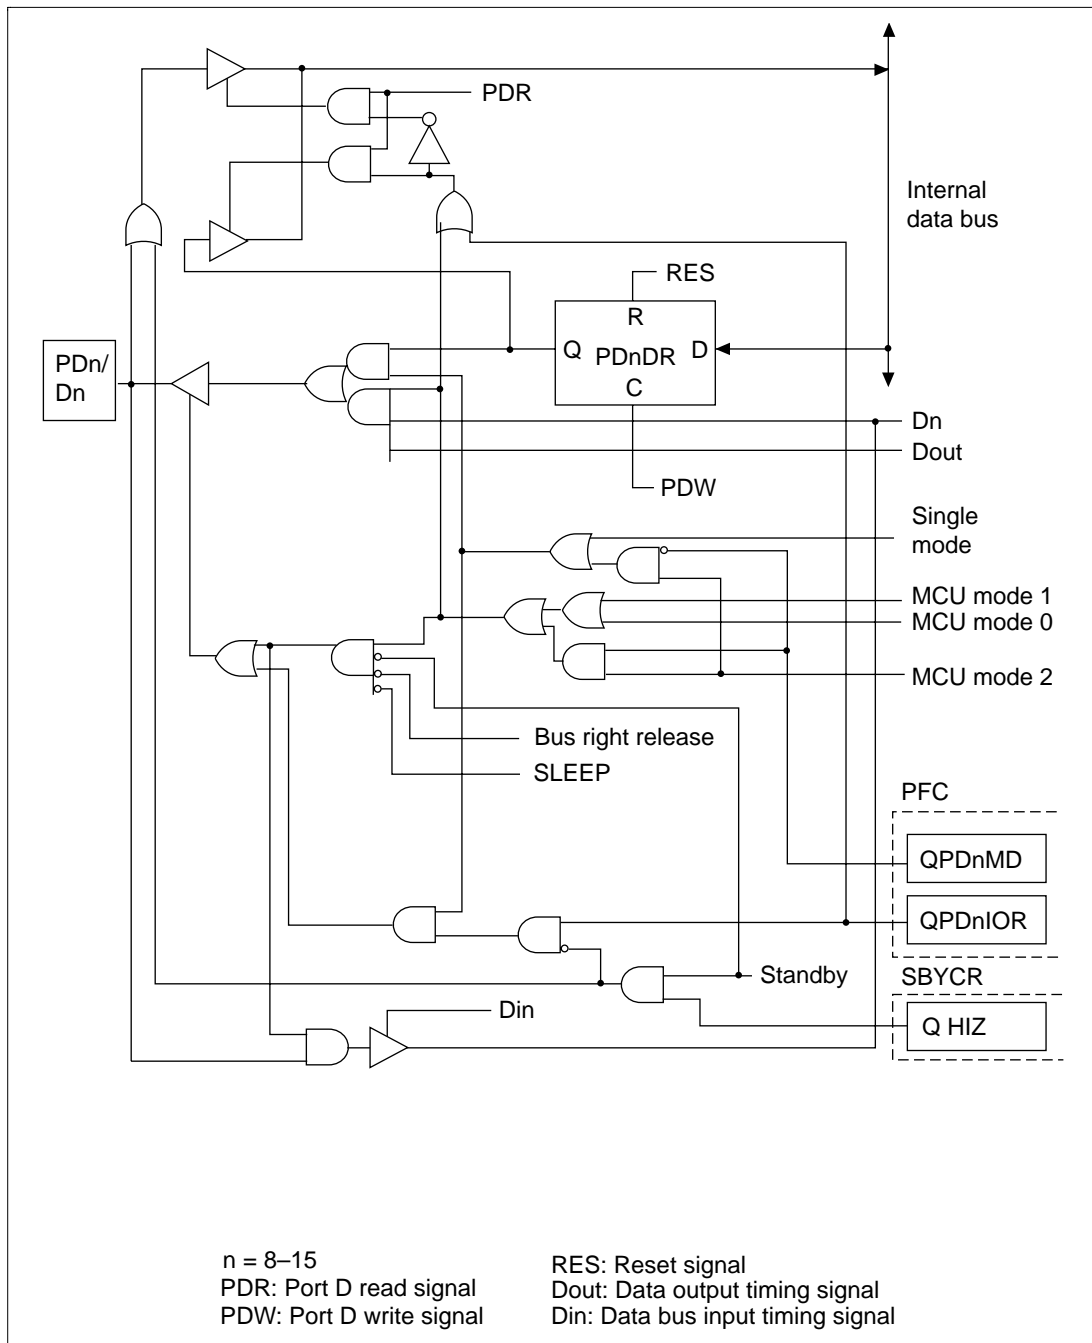 PDR
Internal
data bus
RES
R
PDn/
Dn
Q
PDnDR
D
C
Dn
Dout
PDW
Single
mode
MCU mode 1
MCU mode 0
MCU mode 2
Bus right release
SLEEP
PFC
QPDnMD
QPDnIOR
Standby
SBYCR
Din
Q HIZ
n = 8–15
PDR: Port D read signal
PDW: Port D write signal
RES: Reset signal
Dout: Data output timing signal
Din: Data bus input timing signal